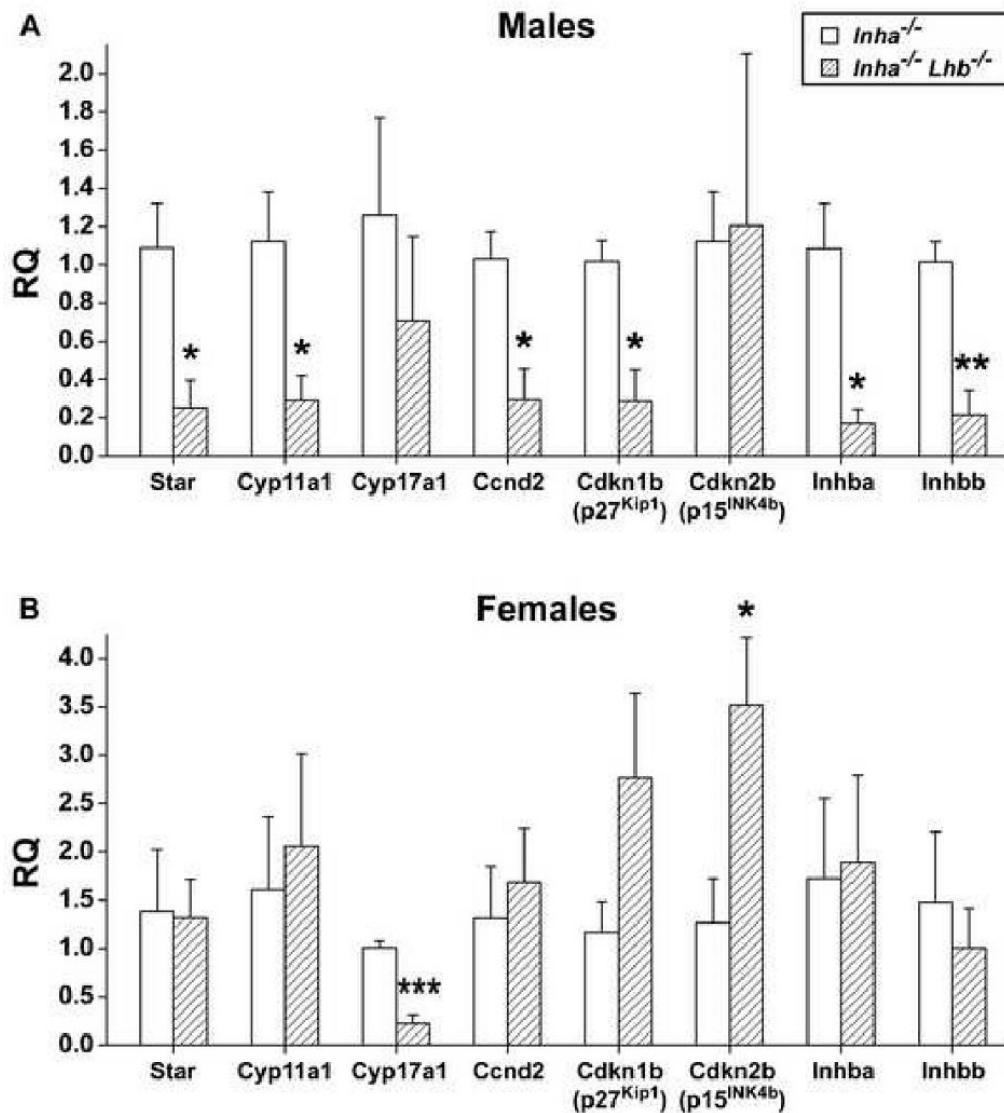 A
Males
Inha-/-
Inha-/- Lhb-/-
2.0
1.8
1.6
1.4
1.2
1.0
0.8
0.6
0.4
0.2
0.0
RQ
* * * * * **
Star Cyp11a1 Cyp17a1 Ccnd2 Cdkn1b Cdkn2b Inhba Inhbb
(p27Kip1) (p15INK4b)
B
Females
4.0
3.5
3.0
2.5
2.0
1.5
1.0
0.5
0.0
RQ
*** *
Star Cyp11a1 Cyp17a1 Ccnd2 Cdkn1b Cdkn2b Inhba Inhbb
(p27Kip1) (p15INK4b)